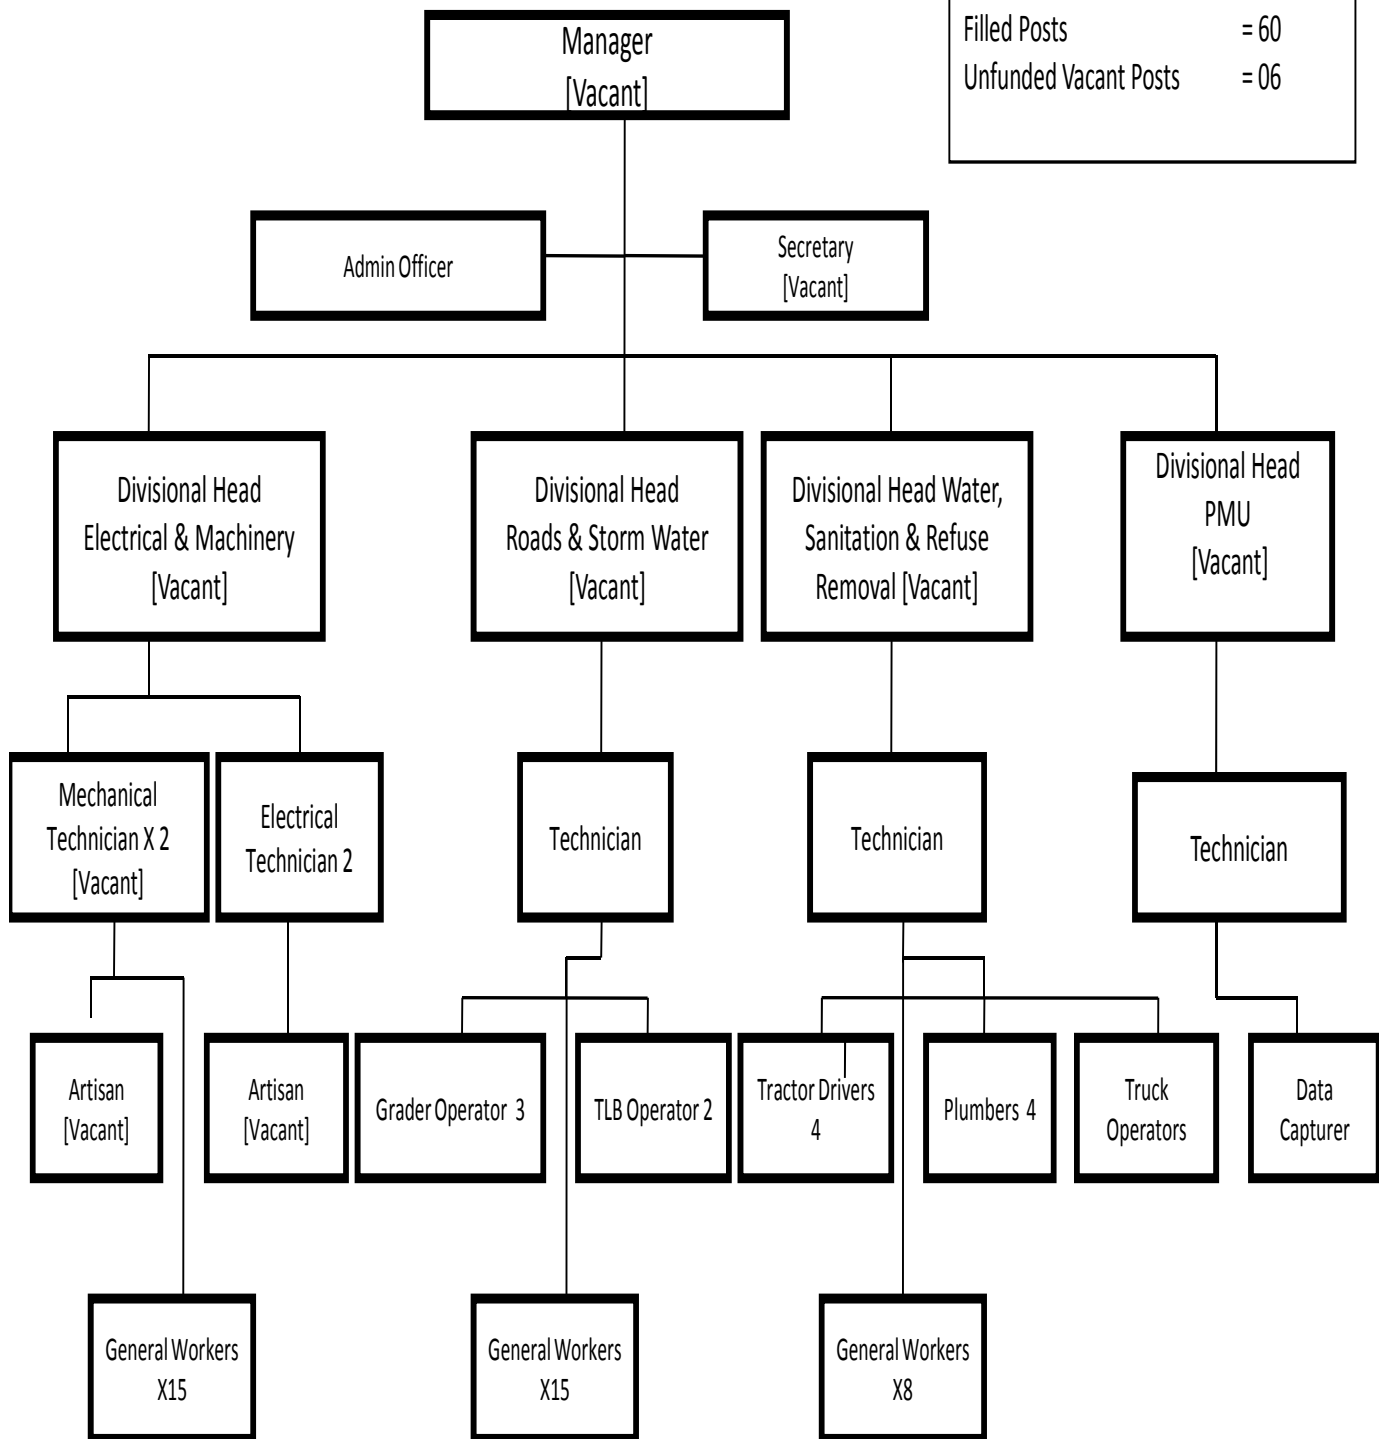 Filled Posts = 60
Unfunded Vacant Posts = 06
Manager
[Vacant]
Admin Officer
Secretary
[Vacant]
Divisional Head
Electrical & Machinery
[Vacant]
Divisional Head
Roads & Storm Water
[Vacant]
Divisional Head Water,
Sanitation & Refuse
Removal [Vacant]
Divisional Head
PMU
[Vacant]
Mechanical
Technician X 2
[Vacant]
Electrical
Technician 2
Technician
Technician
Technician
Artisan
[Vacant]
Artisan
[Vacant]
Grader Operator 3
TLB Operator 2
Tractor Drivers
4
Plumbers 4
Truck
Operators
Data
Capturer
General Workers
X15
General Workers
X15
General Workers
X8